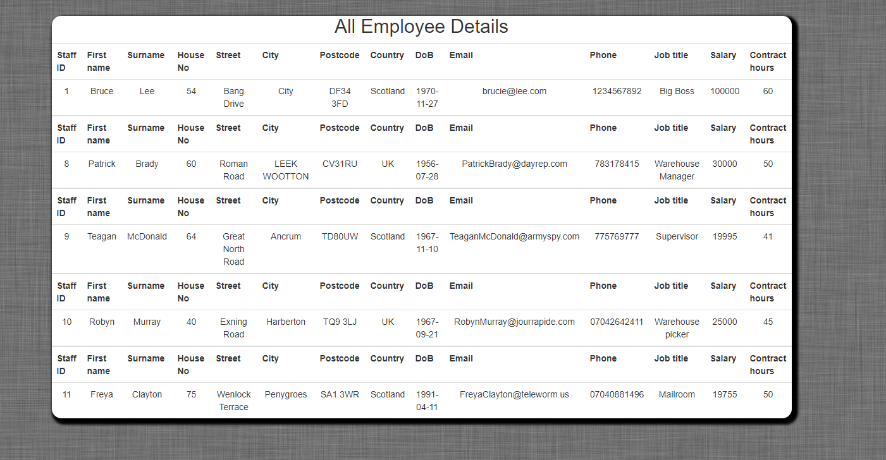 All Employee Details
Staff ID First name Surname House No Street City Postcode Country DoB Email Phone Job title Salary Contract hours
1 Bruce Lee 54 Bang Drive City DF34 3FD Scotland 1970-11-27 brucie@lee.com 1234567892 Big Boss 100000 60
Staff ID First name Surname House No Street City Postcode Country DoB Email Phone Job title Salary Contract hours
8 Patrick Brady 60 Roman Road LEEK WOOTTON CV31RU UK 1956-07-28 PatrickBrady@dayrep.com 783178415 Warehouse Manager 30000 50
Staff ID First name Surname House No Street City Postcode Country DoB Email Phone Job title Salary Contract hours
9 Teagan McDonald 64 Great North Road Ancrum TD80UW Scotland 1967-11-10 TeaganMcDonald@armyspy.com 775769777 Supervisor 19995 41
Staff ID First name Surname House No Street City Postcode Country DoB Email Phone Job title Salary Contract hours
10 Robyn Murray 40 Exning Road Harberton TQ9 3LJ UK 1967-09-21 RobynMurray@jourrapide.com 07042642411 Warehouse picker 25000 45
Staff ID First name Surname House No Street City Postcode Country DoB Email Phone Job title Salary Contract hours
11 Freya Clayton 75 Wenlock Terrace Penygroes SA1 3WR Scotland 1991-04-11 FreyaClayton@teleworm.us 07040881496 Mailroom 19755 50